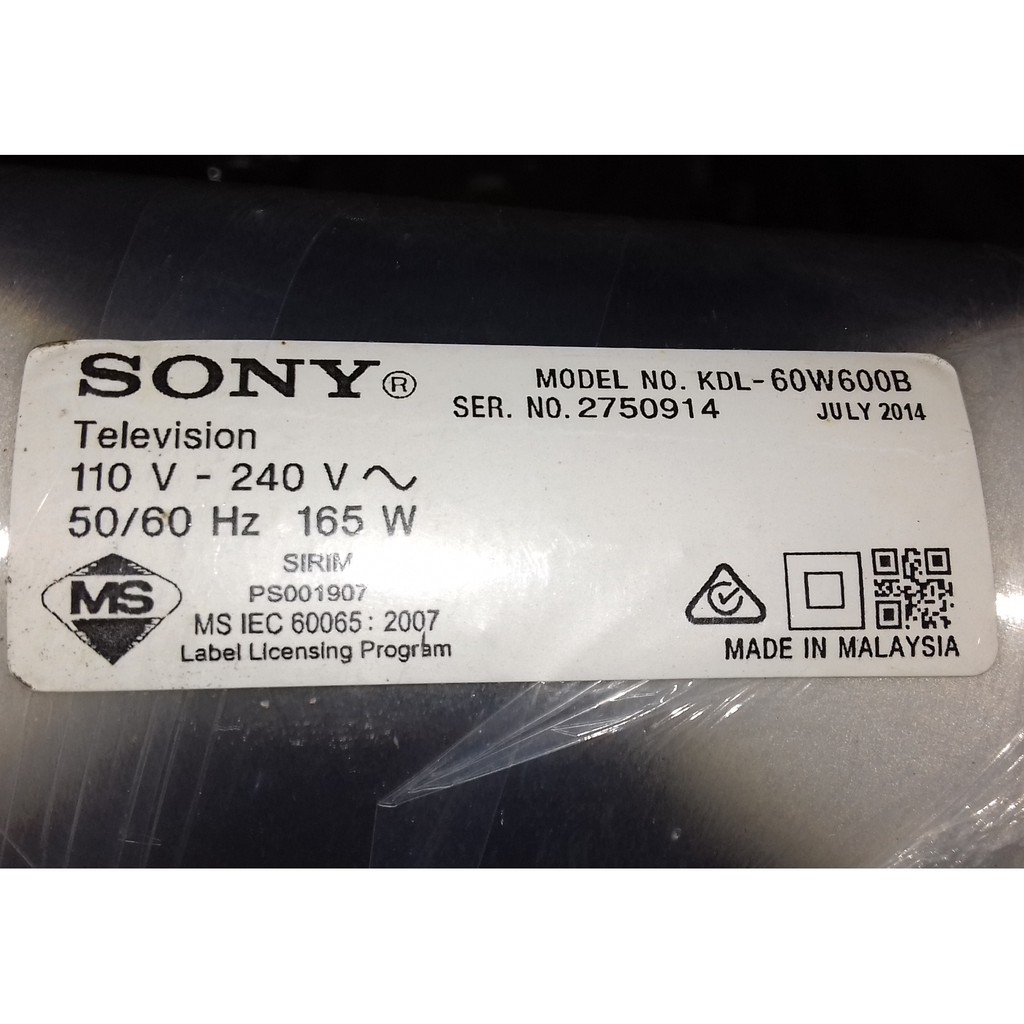 SONY®
MODEL NO. KDL-60W600B
SER. NO. 2750914 JULY 2014
Television
110 V - 240 V ~
50/60 Hz 165 W
MS
SIRIM
PS001907
MS IEC 60065: 2007
Label Licensing Program
MADE IN MALAYSIA